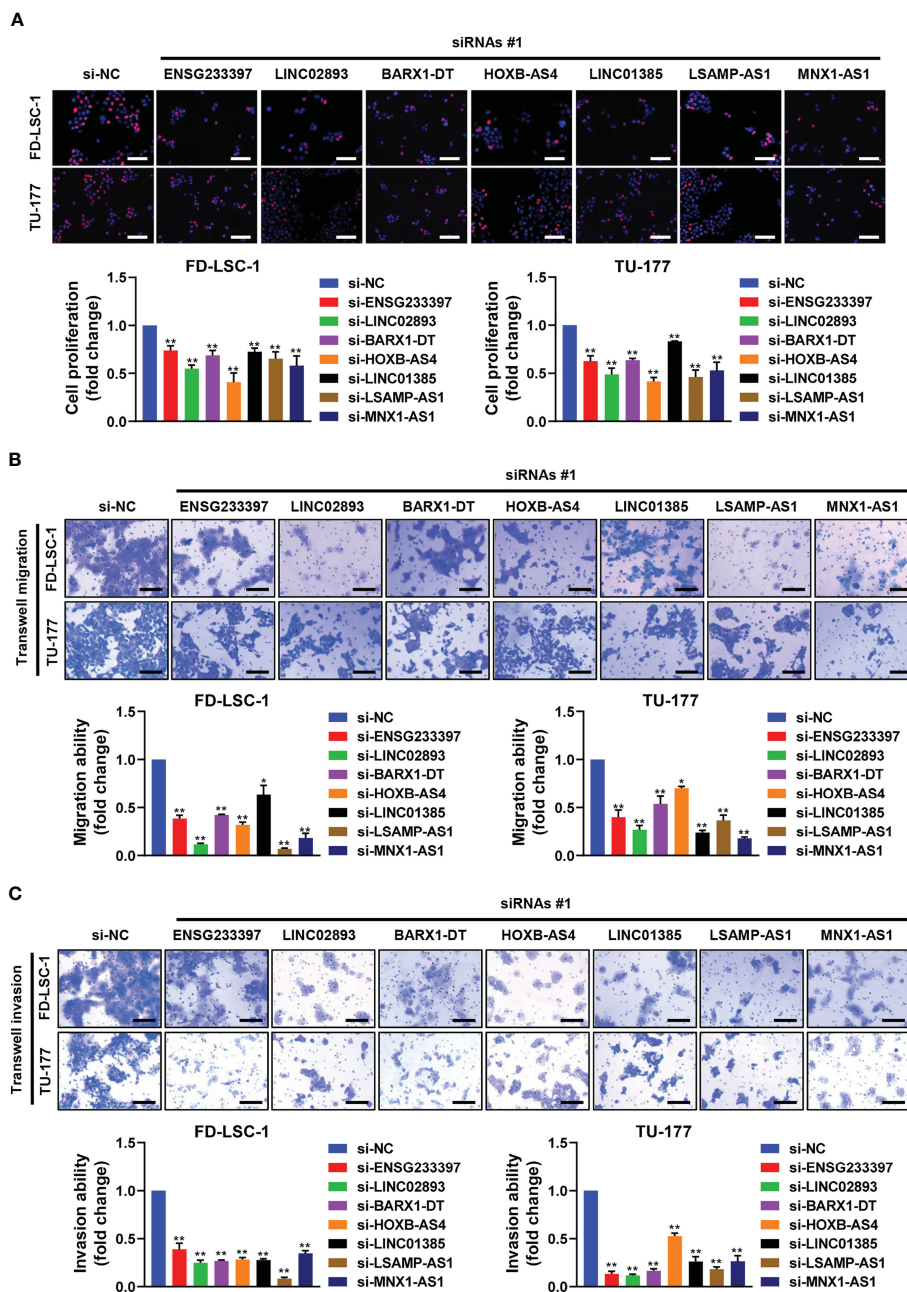 A
siRNAs #1
si-NC ENSG233397 LINC02893 BARX1-DT HOXB-AS4 LINC01385 LSAMP-AS1 MNX1-AS1
FD-LSC-1
TU-177
FD-LSC-1
Cell proliferation
(fold change)
1.5
1.0
0.5
0.0
** ** ** ** ** ** **
si-NC
si-ENSG233397
si-LINC02893
si-BARX1-DT
si-HOXB-AS4
si-LINC01385
si-LSAMP-AS1
si-MNX1-AS1
TU-177
Cell proliferation
(fold change)
1.5
1.0
0.5
0.0
** ** ** ** ** ** **
si-NC
si-ENSG233397
si-LINC02893
si-BARX1-DT
si-HOXB-AS4
si-LINC01385
si-LSAMP-AS1
si-MNX1-AS1
B
siRNAs #1
si-NC ENSG233397 LINC02893 BARX1-DT HOXB-AS4 LINC01385 LSAMP-AS1 MNX1-AS1
Transwell migration
FD-LSC-1
TU-177
FD-LSC-1
Migration ability
(fold change)
1.5
1.0
0.5
0.0
** ** ** ** * ** **
si-NC
si-ENSG233397
si-LINC02893
si-BARX1-DT
si-HOXB-AS4
si-LINC01385
si-LSAMP-AS1
si-MNX1-AS1
TU-177
Migration ability
(fold change)
1.5
1.0
0.5
0.0
** ** ** * ** ** **
si-NC
si-ENSG233397
si-LINC02893
si-BARX1-DT
si-HOXB-AS4
si-LINC01385
si-LSAMP-AS1
si-MNX1-AS1
C
siRNAs #1
si-NC ENSG233397 LINC02893 BARX1-DT HOXB-AS4 LINC01385 LSAMP-AS1 MNX1-AS1
Transwell invasion
FD-LSC-1
TU-177
FD-LSC-1
Invasion ability
(fold change)
1.5
1.0
0.5
0.0
** ** ** ** ** ** **
si-NC
si-ENSG233397
si-LINC02893
si-BARX1-DT
si-HOXB-AS4
si-LINC01385
si-LSAMP-AS1
si-MNX1-AS1
TU-177
Invasion ability
(fold change)
1.5
1.0
0.5
0.0
** ** ** ** ** ** **
si-NC
si-ENSG233397
si-LINC02893
si-BARX1-DT
si-HOXB-AS4
si-LINC01385
si-LSAMP-AS1
si-MNX1-AS1